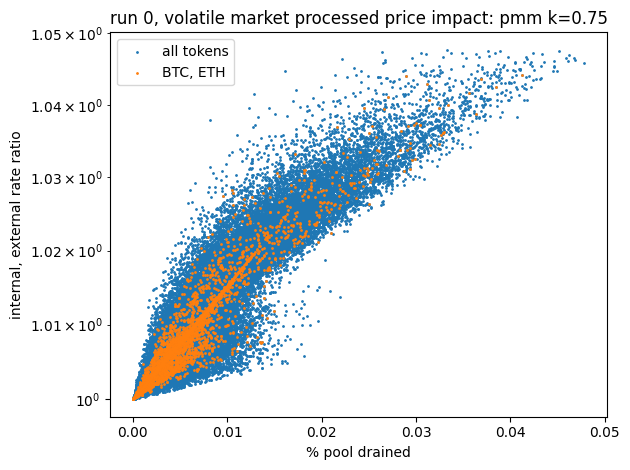 run 0, volatile market processed price impact: pmm k=0.75
all tokens
BTC, ETH
1.05 × 10⁰
1.04 × 10⁰
1.03 × 10⁰
1.02 × 10⁰
1.01 × 10⁰
10⁰
internal, external rate ratio
0.00 0.01 0.02 0.03 0.04 0.05
% pool drained